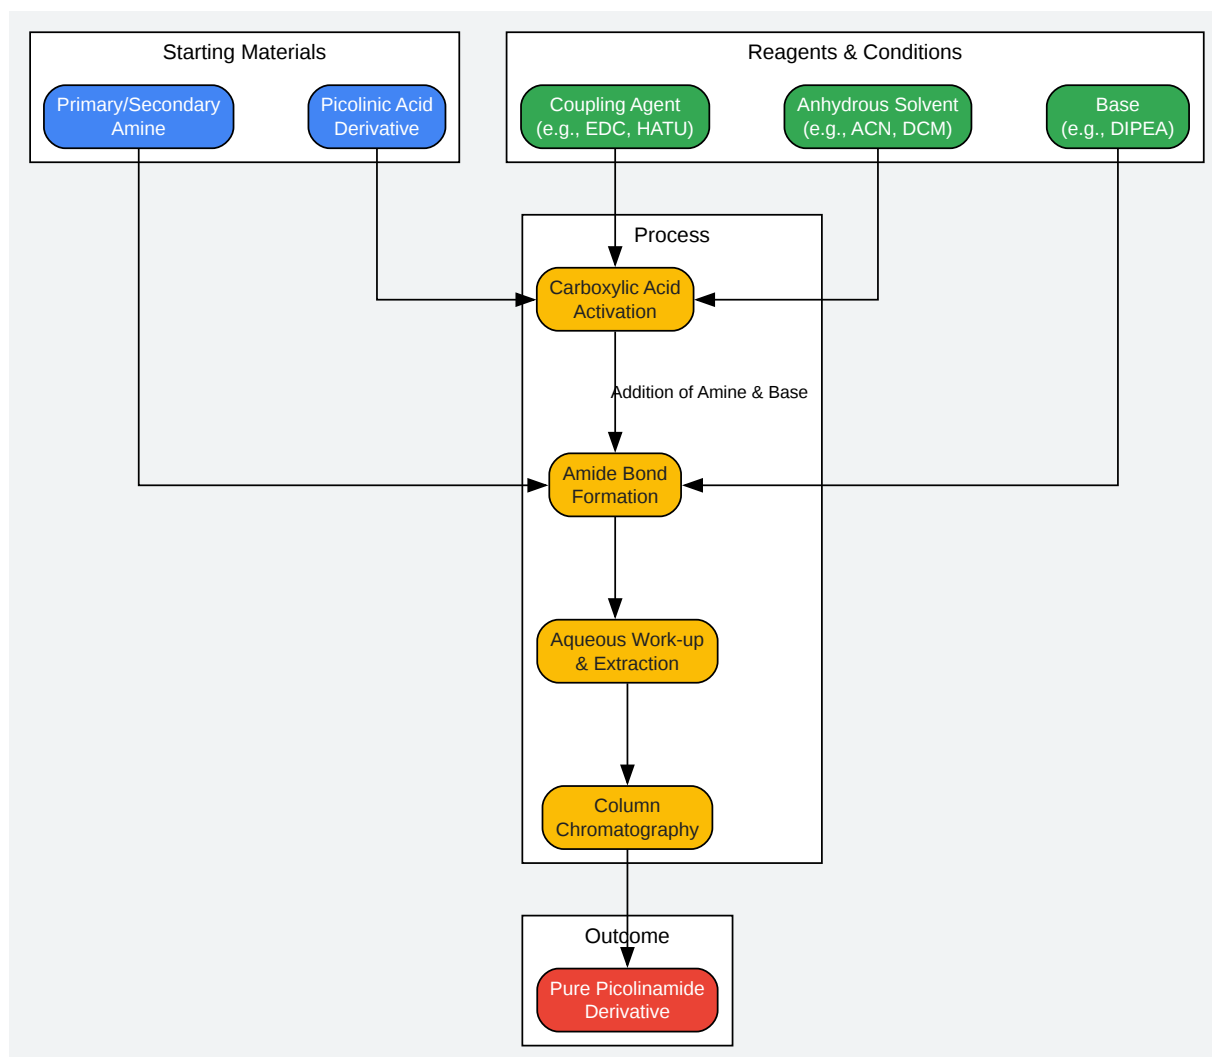 Starting Materials
Primary/Secondary
Amine
Picolinic Acid
Derivative
Reagents & Conditions
Coupling Agent
(e.g., EDC, HATU)
Anhydrous Solvent
(e.g., ACN, DCM)
Base
(e.g., DIPEA)
Process
Carboxylic Acid
Activation
Addition of Amine & Base
Amide Bond
Formation
Aqueous Work-up
& Extraction
Column
Chromatography
Outcome
Pure Picolinamide
Derivative